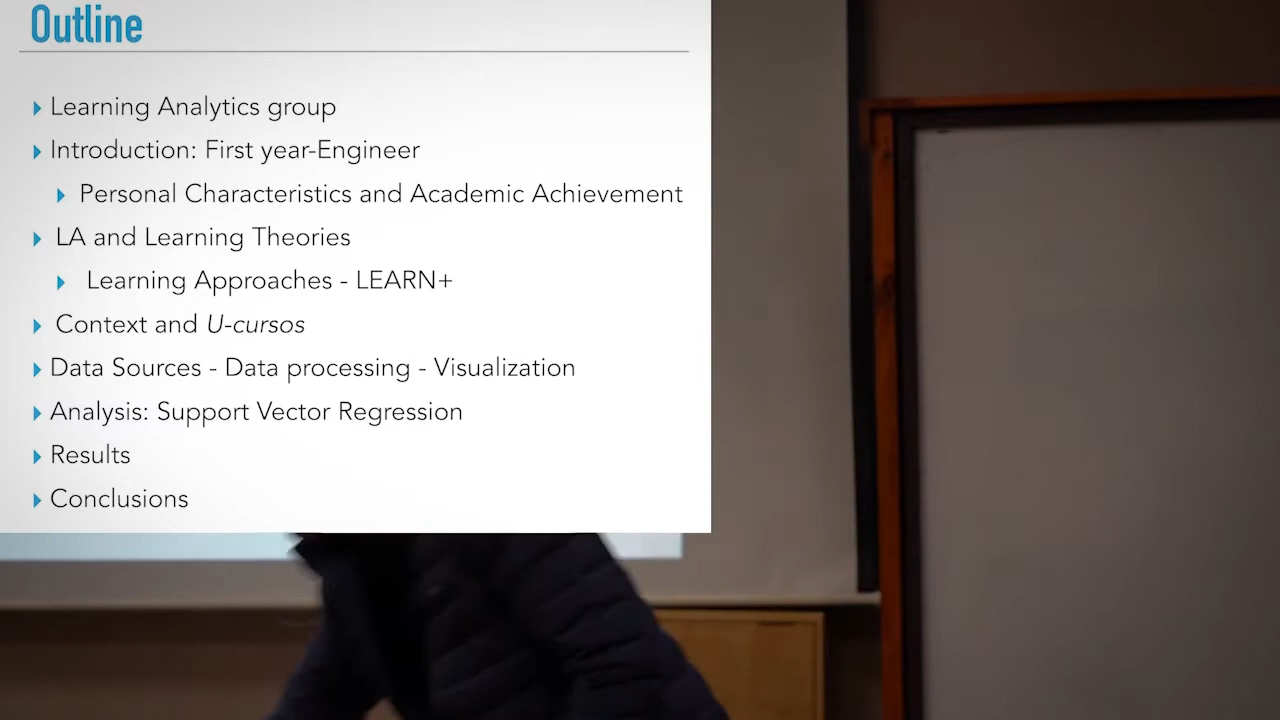 Outline
Learning Analytics group
Introduction: First year-Engineer
Personal Characteristics and Academic Achievement
LA and Learning Theories
Learning Approaches - LEARN+
Context and U-cursos
Data Sources - Data processing - Visualization
Analysis: Support Vector Regression
Results
Conclusions